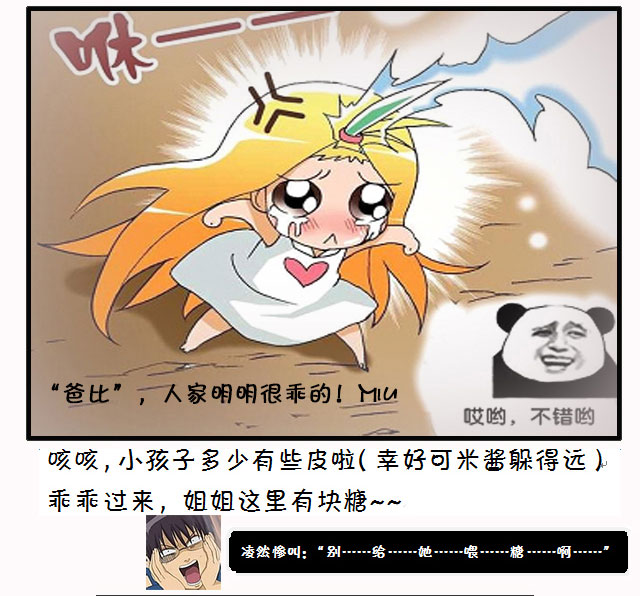 咻——
“爸比”，人家明明很乖的！MIU
哎哟，不错哟
咳咳,小孩子多少有些皮啦(幸好可米酱躲得远)
乖乖过来，姐姐这里有块糖~~
凌然惨叫：“别……给……她……喂……糖……啊……”